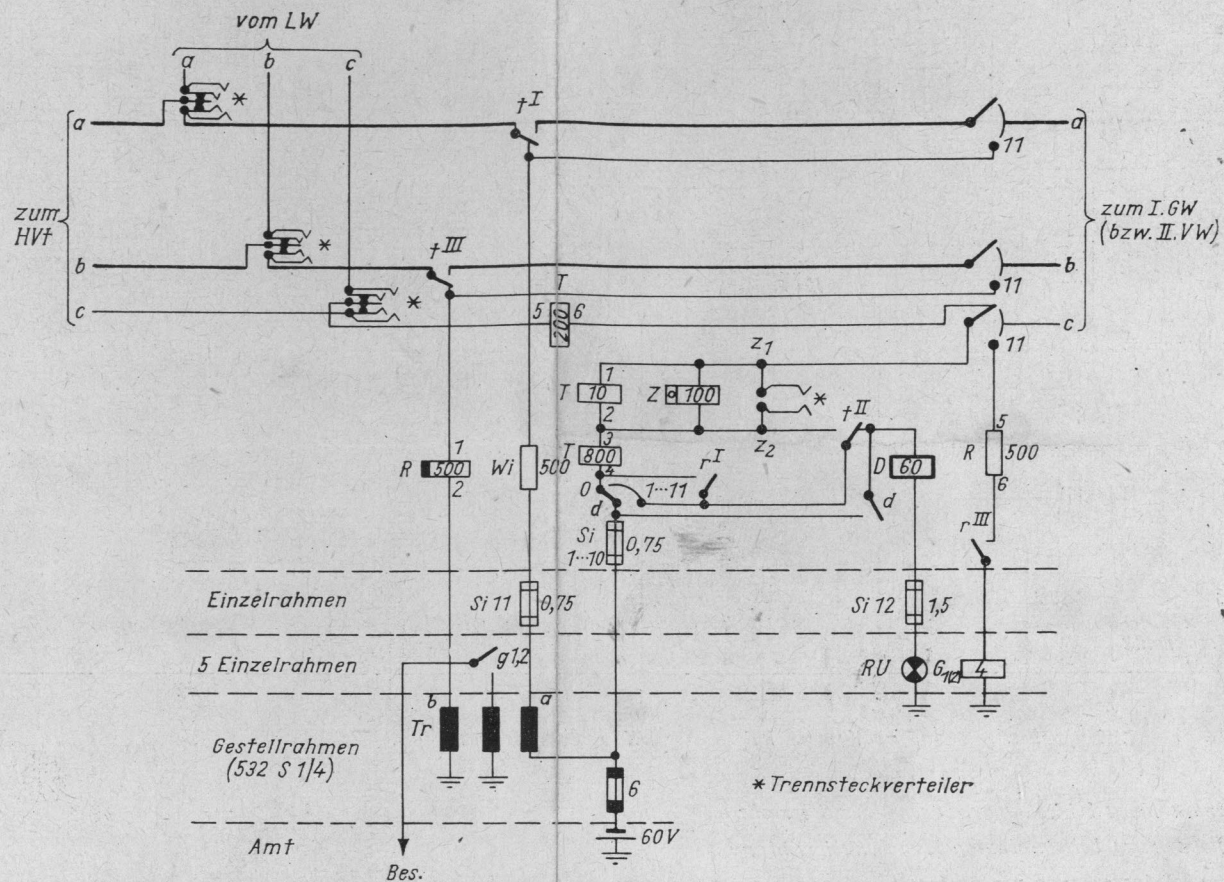 vom LW
a b c
*
a
t I
a
11
zum HVt
zum I.GW
(bzw. II.VW)
*
b
t III
b
T
11
*
c
5 200 6
c
11
z1
1
T 10
2
Z 100
*
t II
z2
3
T 800
4
r I
1
R 500
2
Wi 500
D 60
5
R 500
6
0
1...11
d
d
Si 0,75
1...10
r III
Einzelrahmen
Si 11 0,75
Si 12 1,5
5 Einzelrahmen
g1,2
RU
G1(2) 4
b
Tr
a
Gestellrahmen
(532 S 1/4)
6
* Trennsteckverteiler
60V
Amt
Bes.